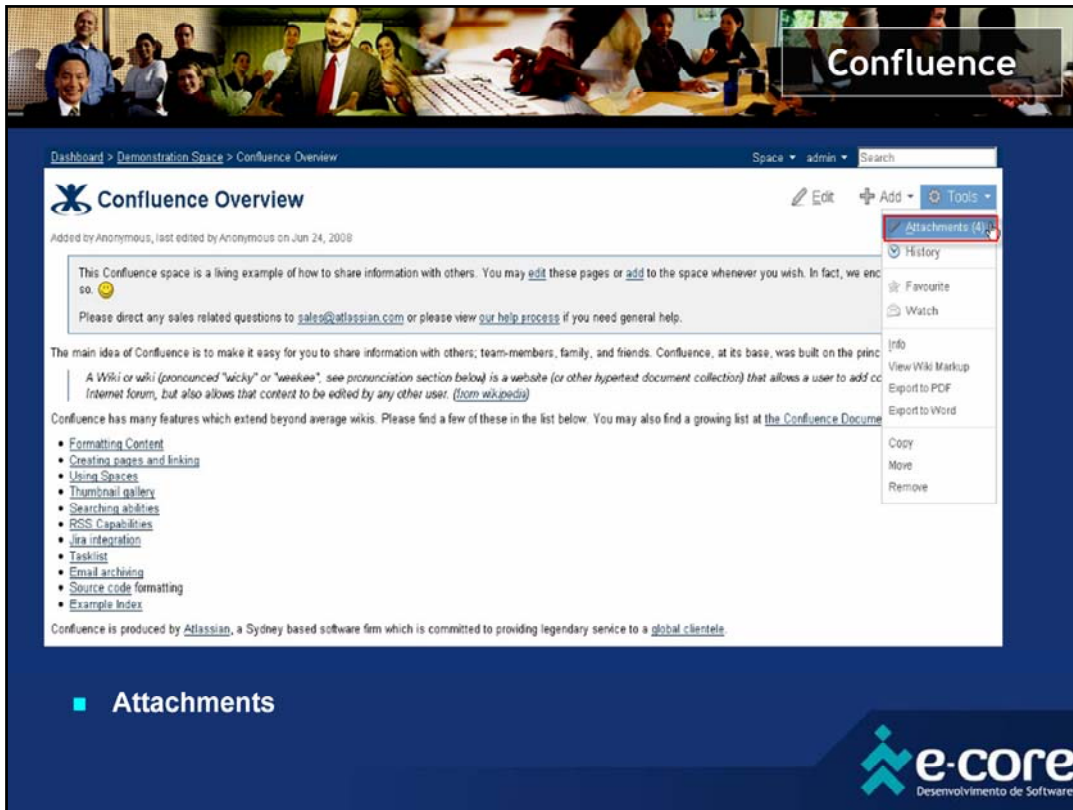 Confluence
Dashboard > Demonstration Space > Confluence Overview
Space admin Search
Confluence Overview
Edit Add Tools
Added by Anonymous, last edited by Anonymous on Jun 24, 2008
Attachments (4)
History
Favourite
Watch
Info
View Wiki Markup
Export to PDF
Export to Word
Copy
Move
Remove
This Confluence space is a living example of how to share information with others. You may edit these pages or add to the space whenever you wish. In fact, we enc
so.
Please direct any sales related questions to sales@atlassian.com or please view our help process if you need general help.
The main idea of Confluence is to make it easy for you to share information with others; team-members, family, and friends. Confluence, at its base, was built on the princ
A Wiki or wiki (pronounced "wicky" or "weekee", see pronunciation section below) is a website (or other hypertext document collection) that allows a user to add co
Internet forum, but also allows that content to be edited by any other user. (from wikipedia)
Confluence has many features which extend beyond average wikis. Please find a few of these in the list below. You may also find a growing list at the Confluence Docume
• Formatting Content
• Creating pages and linking
• Using Spaces
• Thumbnail gallery
• Searching abilities
• RSS Capabilities
• Jira integration
• Tasklist
• Email archiving
• Source code formatting
• Example Index
Confluence is produced by Atlassian, a Sydney based software firm which is committed to providing legendary service to a global clientele.
Attachments
e-core
Desenvolvimento de Software